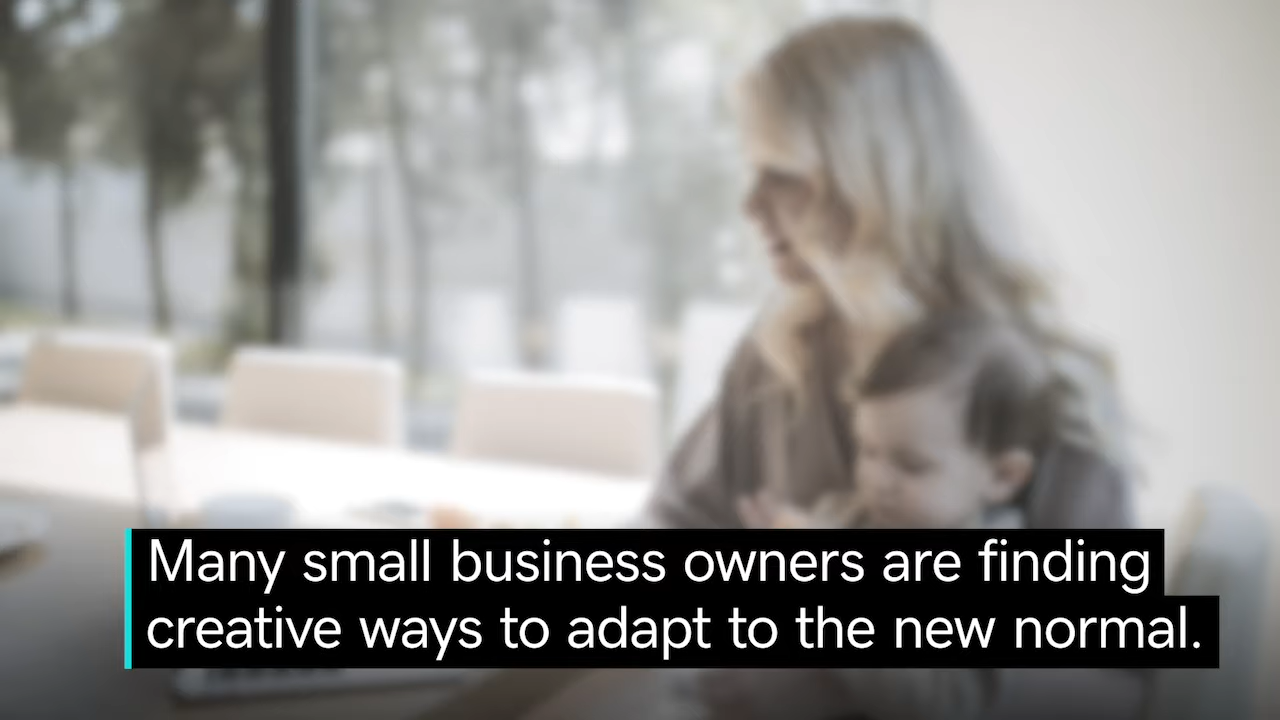 Many small business owners are finding
creative ways to adapt to the new normal.